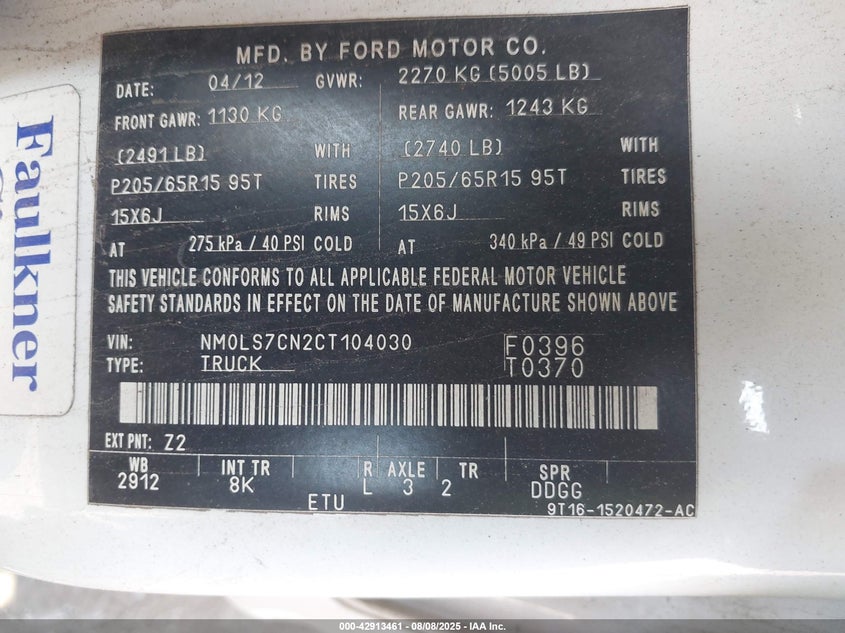 MFD. BY FORD MOTOR CO.
DATE: 04/12 GVWR: 2270 KG (5005 LB)
FRONT GAWR: 1130 KG REAR GAWR: 1243 KG
(2491 LB) WITH (2740 LB) WITH
P205/65R15 95T TIRES P205/65R15 95T TIRES
15X6J RIMS 15X6J RIMS
AT 275 kPa / 40 PSI COLD AT 340 kPa / 49 PSI COLD
THIS VEHICLE CONFORMS TO ALL APPLICABLE FEDERAL MOTOR VEHICLE
SAFETY STANDARDS IN EFFECT ON THE DATE OF MANUFACTURE SHOWN ABOVE
VIN: NM0LS7CN2CT104030 F0396
TYPE: TRUCK T0370
EXT PNT: Z2
WB INT TR R AXLE TR SPR
2912 8K L 3 2 DDGG
ETU 9T16-1520472-AC
Faulkner
000-42913461 - 08/08/2025 - IAA Inc.